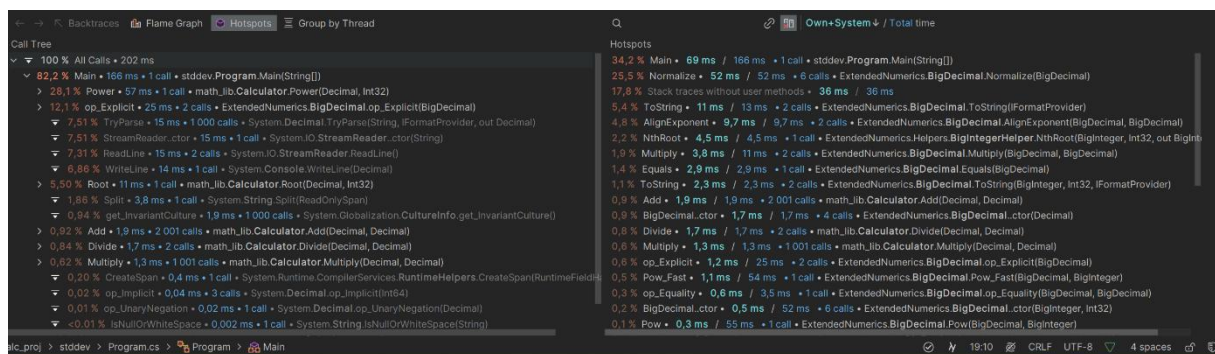 Backtraces Flame Graph Hotspots Group by Thread
Own+System / Total time
Call Tree
100 % All Calls • 202 ms
82,2 % Main • 166 ms • 1 call • stddev.Program.Main(String[])
28,1 % Power • 57 ms • 1 call • math_lib.Calculator.Power(Decimal, Int32)
12,1 % op_Explicit • 25 ms • 2 calls • ExtendedNumerics.BigDecimal.op_Explicit(BigDecimal)
7,51 % TryParse • 15 ms • 1 000 calls • System.Decimal.TryParse(String, IFormatProvider, out Decimal)
7,51 % StreamReader..ctor • 15 ms • 1 call • System.IO.StreamReader..ctor(String)
7,31 % ReadLine • 15 ms • 2 calls • System.IO.StreamReader.ReadLine()
6,86 % WriteLine • 14 ms • 1 call • System.Console.WriteLine(Decimal)
5,50 % Root • 11 ms • 1 call • math_lib.Calculator.Root(Decimal, Int32)
1,86 % Split • 3,8 ms • 1 call • System.String.Split(ReadOnlySpan)
0,94 % get_InvariantCulture • 1,9 ms • 1 000 calls • System.Globalization.CultureInfo.get_InvariantCulture()
0,92 % Add • 1,9 ms • 2 001 calls • math_lib.Calculator.Add(Decimal, Decimal)
0,84 % Divide • 1,7 ms • 2 calls • math_lib.Calculator.Divide(Decimal, Decimal)
0,62 % Multiply • 1,3 ms • 1 001 calls • math_lib.Calculator.Multiply(Decimal, Decimal)
0,20 % CreateSpan • 0,4 ms • 1 call • System.Runtime.CompilerServices.RuntimeHelpers.CreateSpan(RuntimeFieldHa
0,02 % op_Implicit • 0,04 ms • 3 calls • System.Decimal.op_Implicit(Int64)
0,01 % op_UnaryNegation • 0,02 ms • 1 call • System.Decimal.op_UnaryNegation(Decimal)
<0.01 % IsNullOrWhiteSpace • 0,002 ms • 1 call • System.String.IsNullOrWhiteSpace(String)
Hotspots
34,2 % Main • 69 ms / 166 ms • 1 call • stddev.Program.Main(String[])
25,5 % Normalize • 52 ms / 52 ms • 6 calls • ExtendedNumerics.BigDecimal.Normalize(BigDecimal)
17,8 % Stack traces without user methods • 36 ms / 36 ms
5,4 % ToString • 11 ms / 13 ms • 2 calls • ExtendedNumerics.BigDecimal.ToString(IFormatProvider)
4,8 % AlignExponent • 9,7 ms / 9,7 ms • 2 calls • ExtendedNumerics.BigDecimal.AlignExponent(BigDecimal, BigDecimal)
2,2 % NthRoot • 4,5 ms / 4,5 ms • 1 call • ExtendedNumerics.Helpers.BigIntegerHelper.NthRoot(BigInteger, Int32, out BigInt
1,9 % Multiply • 3,8 ms / 11 ms • 2 calls • ExtendedNumerics.BigDecimal.Multiply(BigDecimal, BigDecimal)
1,4 % Equals • 2,9 ms / 2,9 ms • 1 call • ExtendedNumerics.BigDecimal.Equals(BigDecimal)
1,1 % ToString • 2,3 ms / 2,3 ms • 2 calls • ExtendedNumerics.BigDecimal.ToString(BigInteger, Int32, IFormatProvider)
0,9 % Add • 1,9 ms / 1,9 ms • 2 001 calls • math_lib.Calculator.Add(Decimal, Decimal)
0,9 % BigDecimal..ctor • 1,7 ms / 1,7 ms • 4 calls • ExtendedNumerics.BigDecimal..ctor(Decimal)
0,8 % Divide • 1,7 ms / 1,7 ms • 2 calls • math_lib.Calculator.Divide(Decimal, Decimal)
0,6 % Multiply • 1,3 ms / 1,3 ms • 1 001 calls • math_lib.Calculator.Multiply(Decimal, Decimal)
0,6 % op_Explicit • 1,2 ms / 25 ms • 2 calls • ExtendedNumerics.BigDecimal.op_Explicit(BigDecimal)
0,5 % Pow_Fast • 1,1 ms / 54 ms • 1 call • ExtendedNumerics.BigDecimal.Pow_Fast(BigDecimal, BigInteger)
0,3 % op_Equality • 0,6 ms / 3,5 ms • 1 call • ExtendedNumerics.BigDecimal.op_Equality(BigDecimal, BigDecimal)
0,2 % BigDecimal..ctor • 0,5 ms / 52 ms • 6 calls • ExtendedNumerics.BigDecimal..ctor(BigInteger, Int32)
0,1 % Pow • 0,3 ms / 55 ms • 1 call • ExtendedNumerics.BigDecimal.Pow(BigDecimal, BigInteger)
alc_proj > stddev > Program.cs > Program > Main
19:10 CRLF UTF-8 4 spaces